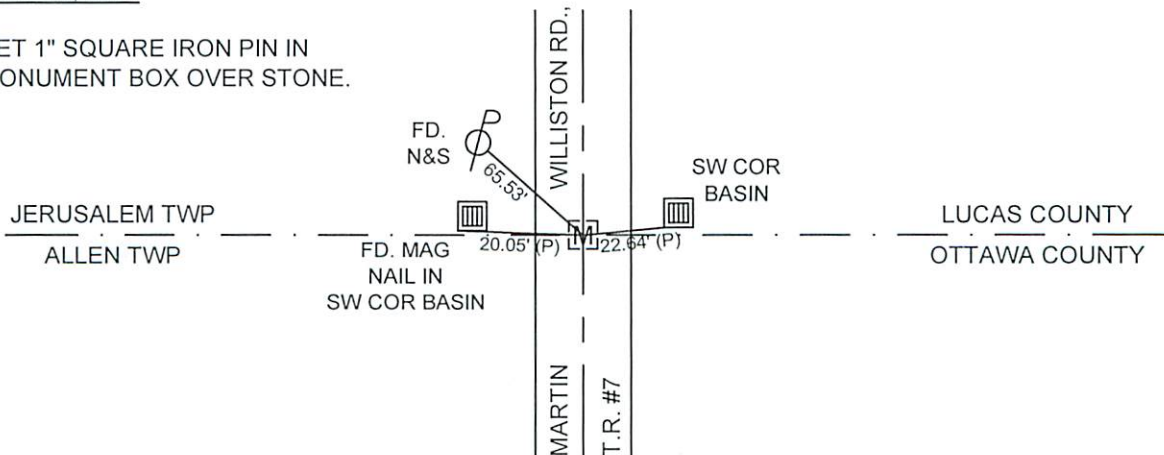 ET 1" SQUARE IRON PIN IN
ONUMENT BOX OVER STONE.
WILLISTON RD.,
FD.
N&S
P
65.53'
SW COR
BASIN
JERUSALEM TWP
LUCAS COUNTY
M
20.05' (P)
22.64' (P)
ALLEN TWP
OTTAWA COUNTY
FD. MAG
NAIL IN
SW COR BASIN
MARTIN
T.R. #7